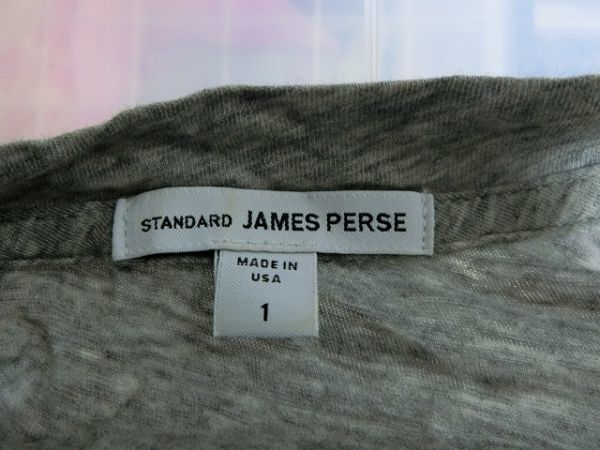 STANDARD JAMES PERSE
MADE IN
USA
1